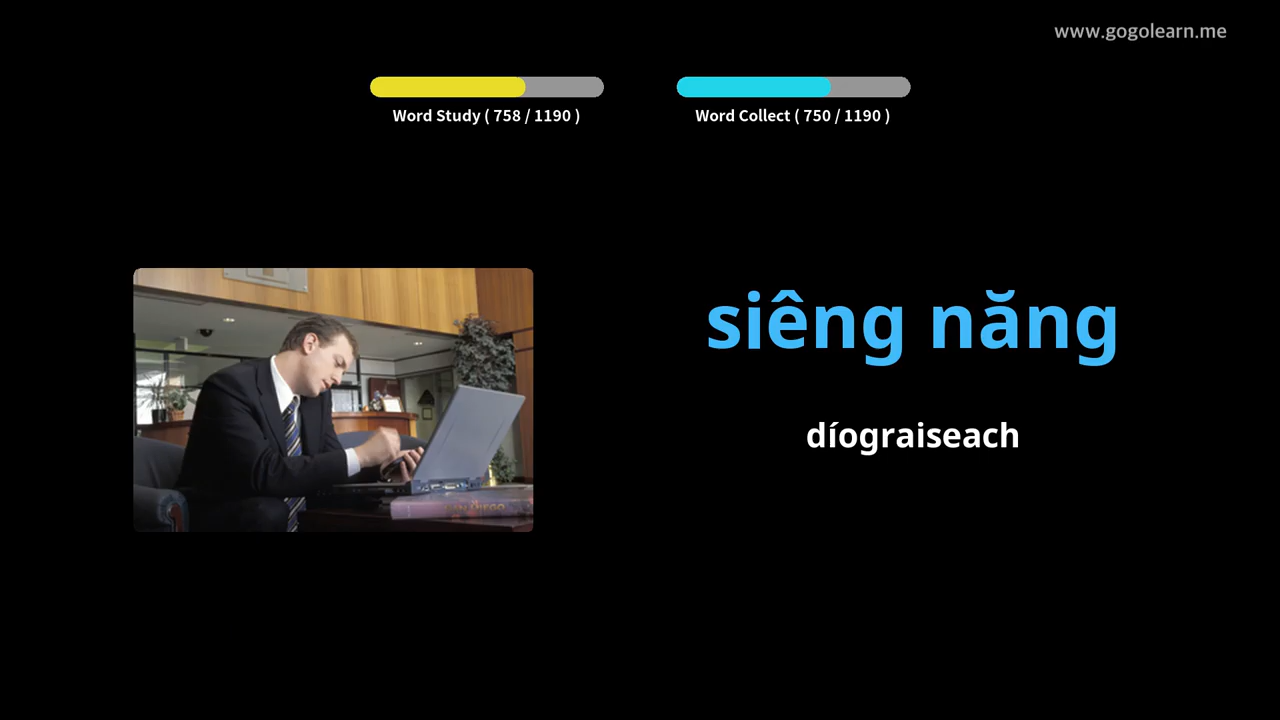 www.gogolearn.me
Word Study ( 758 / 1190 )
Word Collect ( 750 / 1190 )
siêng năng
díograiseach